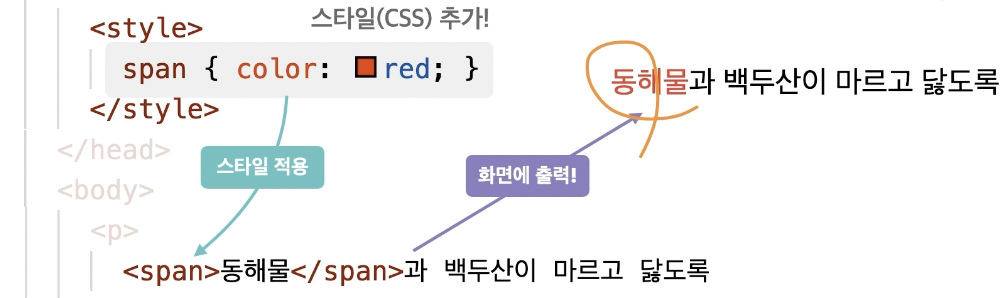 스타일(CSS) 추가!
<style>
span { color: red; }
</style>
동해물과 백두산이 마르고 닳도록
</head>
스타일 적용
화면에 출력!
<body>
<p>
<span>동해물</span>과 백두산이 마르고 닳도록